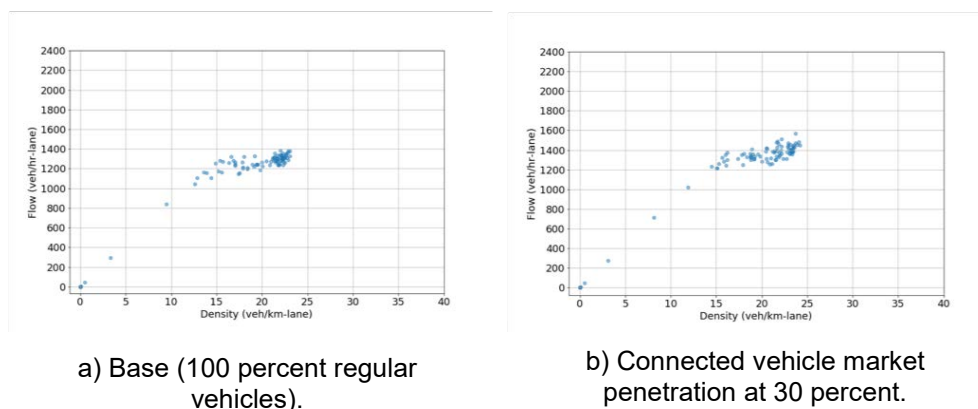 2400
2200
2000
1800
1600
1400
1200
1000
800
600
400
200
0
Flow (veh/hr-lane)
0 5 10 15 20 25 30 35 40
Density (veh/km-lane)
a) Base (100 percent regular
vehicles).
2400
2200
2000
1800
1600
1400
1200
1000
800
600
400
200
0
Flow (veh/hr-lane)
0 5 10 15 20 25 30 35 40
Density (veh/km-lane)
b) Connected vehicle market
penetration at 30 percent.